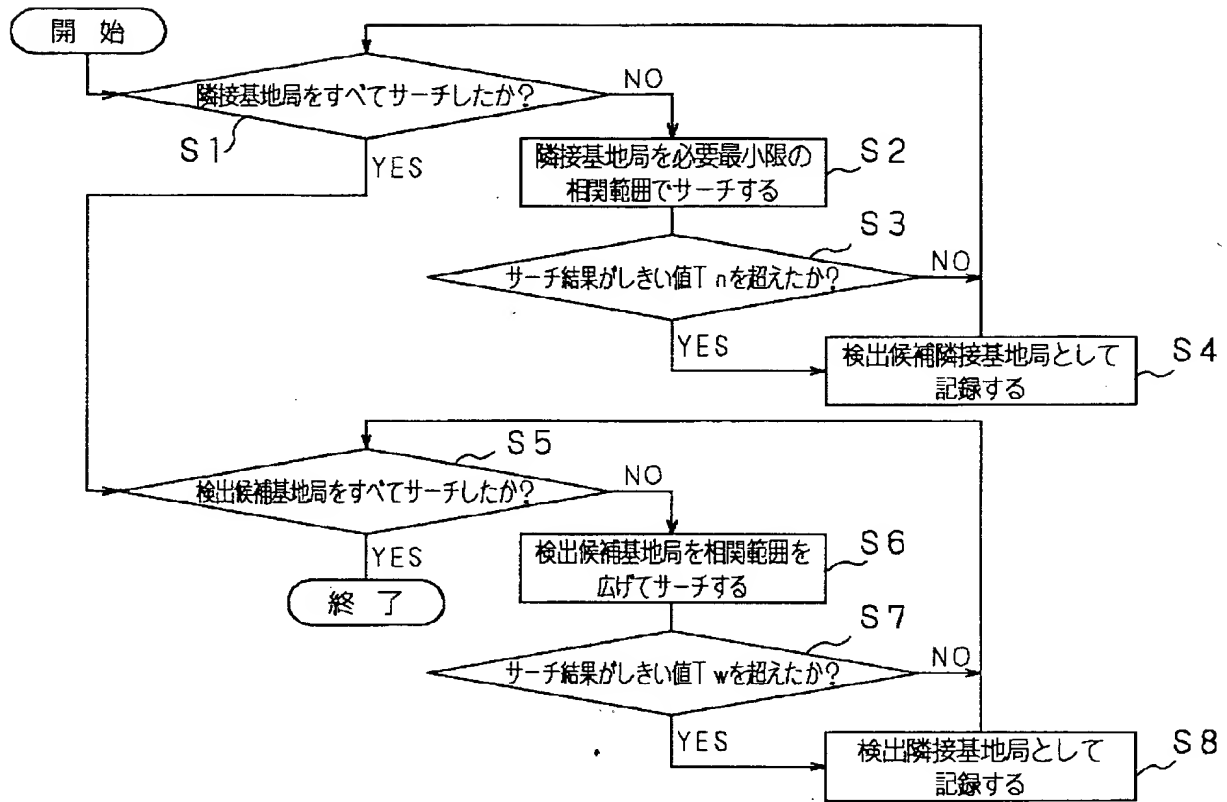 開始
隣接基地局をすべてサーチしたか?
NO
S1
YES
隣接基地局を必要最小限の
相関範囲でサーチする
S2
S3
サーチ結果がしきい値Tnを超えたか?
NO
YES
検出候補隣接基地局として
記録する
S4
S5
検出候補基地局をすべてサーチしたか?
NO
YES
終了
検出候補基地局を相関範囲を
広げてサーチする
S6
S7
サーチ結果がしきい値Twを超えたか?
NO
YES
検出隣接基地局として
記録する
S8